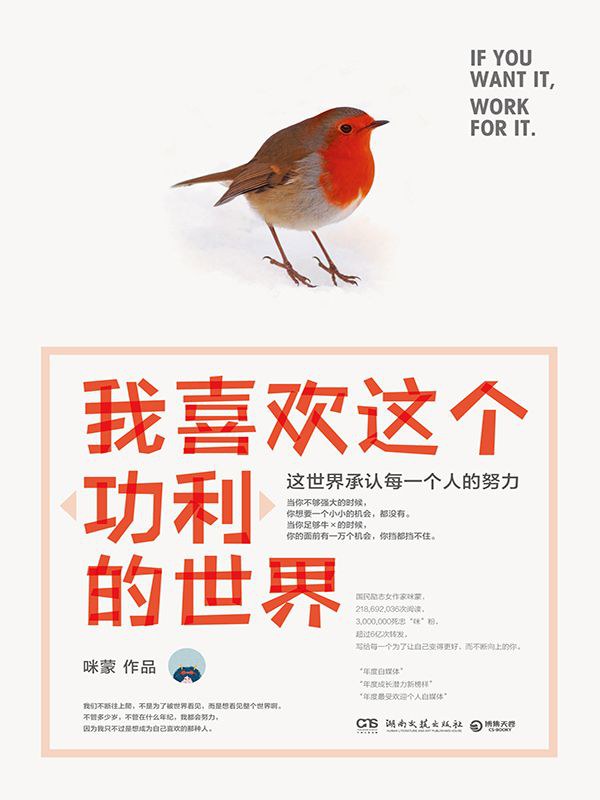 IF YOU
WANT IT,
WORK
FOR IT.
我喜欢这个
功利
的世界
这世界承认每一个人的努力
当你不够强大的时候，
你想要一个小小的机会，都没有。
当你足够牛×的时候，
你的面前有一万个机会，你挡都挡不住。
国民励志女作家咪蒙，
218,692,036次阅读，
3,000,000死忠“咪”粉，
超过6亿次转发，
写给每一个为了让自己变得更好，而不断向上的你。
“年度自媒体”
“年度成长潜力新榜样”
“年度最受欢迎个人自媒体”
咪蒙 作品
我们不断往上爬，不是为了被世界看见，而是想看见整个世界啊。
不管多少岁，不管在什么年纪，我都会努力，
因为我只不过是想成为自己喜欢的那种人。
湖南文艺出版社
HUNAN LITERATURE AND ART PUBLISHING HOUSE
博集天卷
CS-BOOKY